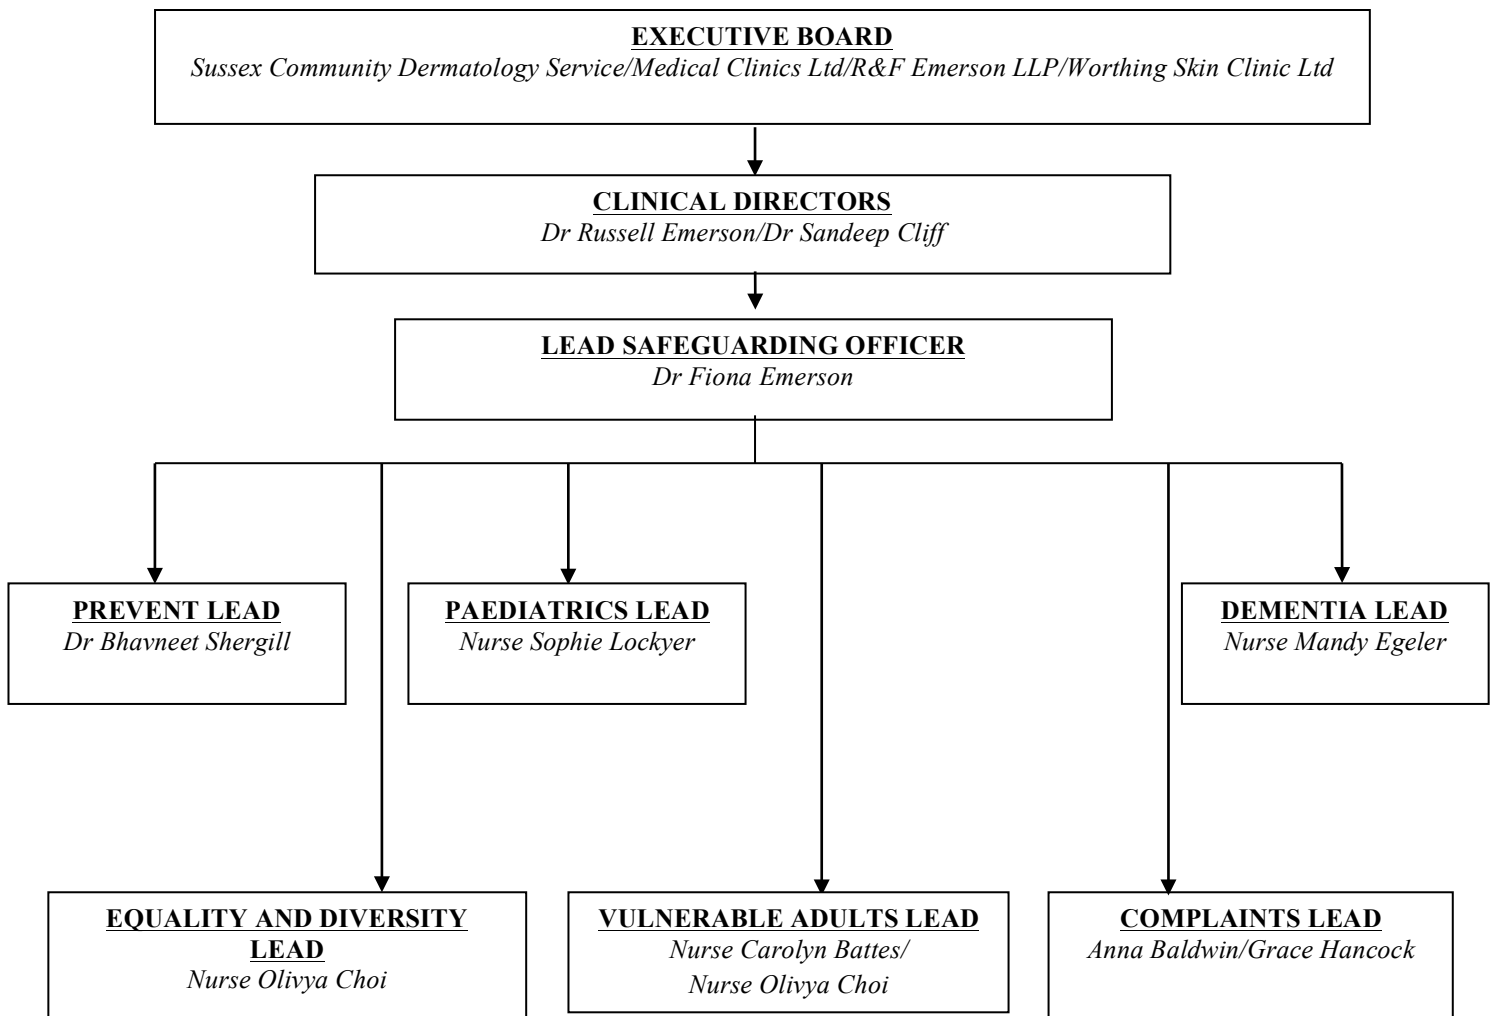 EXECUTIVE BOARD
Sussex Community Dermatology Service/Medical Clinics Ltd/R&F Emerson LLP/Worthing Skin Clinic Ltd
CLINICAL DIRECTORS
Dr Russell Emerson/Dr Sandeep Cliff
LEAD SAFEGUARDING OFFICER
Dr Fiona Emerson
PREVENT LEAD
Dr Bhavneet Shergill
PAEDIATRICS LEAD
Nurse Sophie Lockyer
DEMENTIA LEAD
Nurse Mandy Egeler
EQUALITY AND DIVERSITY
LEAD
Nurse Olivya Choi
VULNERABLE ADULTS LEAD
Nurse Carolyn Battes/
Nurse Olivya Choi
COMPLAINTS LEAD
Anna Baldwin/Grace Hancock